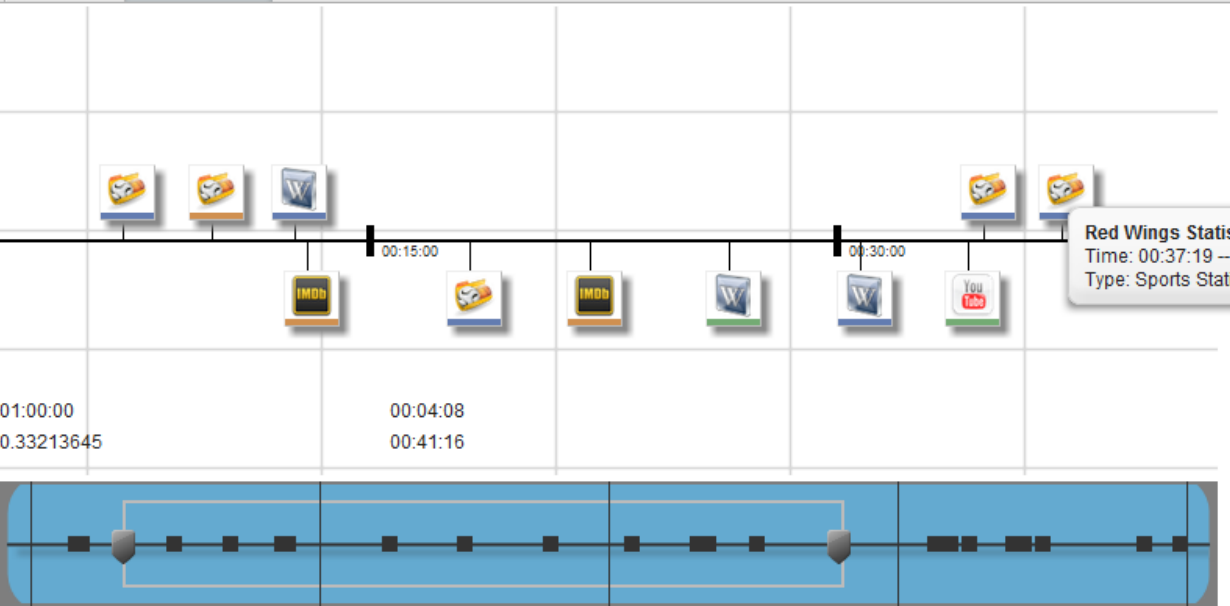 W
00:15:00
00:30:00
Red Wings Statis
Time: 00:37:19 --
Type: Sports Stati
IMDb
IMDb
W
W
You
Tube
01:00:00
00:04:08
0.33213645
00:41:16